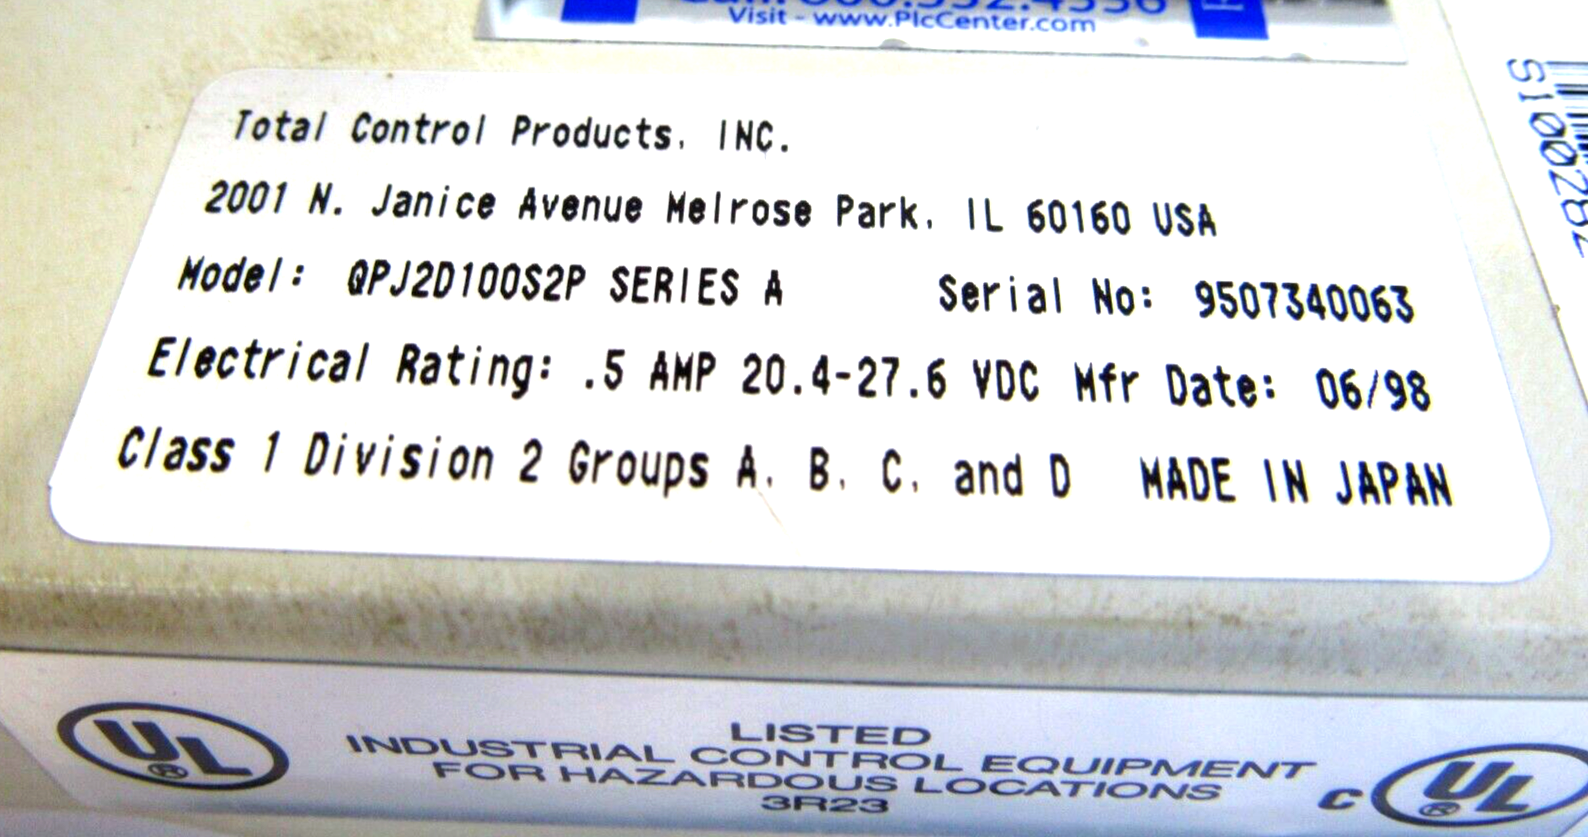 Visit - www.PlcCenter.com
Total Control Products, INC.
2001 N. Janice Avenue Melrose Park, IL 60160 USA
Model: QPJ2D100S2P SERIES A Serial No: 9507340063
Electrical Rating: .5 AMP 20.4-27.6 VDC Mfr Date: 06/98
Class 1 Division 2 Groups A, B, C, and D MADE IN JAPAN
UL
®
LISTED
INDUSTRIAL CONTROL EQUIPMENT
FOR HAZARDOUS LOCATIONS
3R23
C UL
®